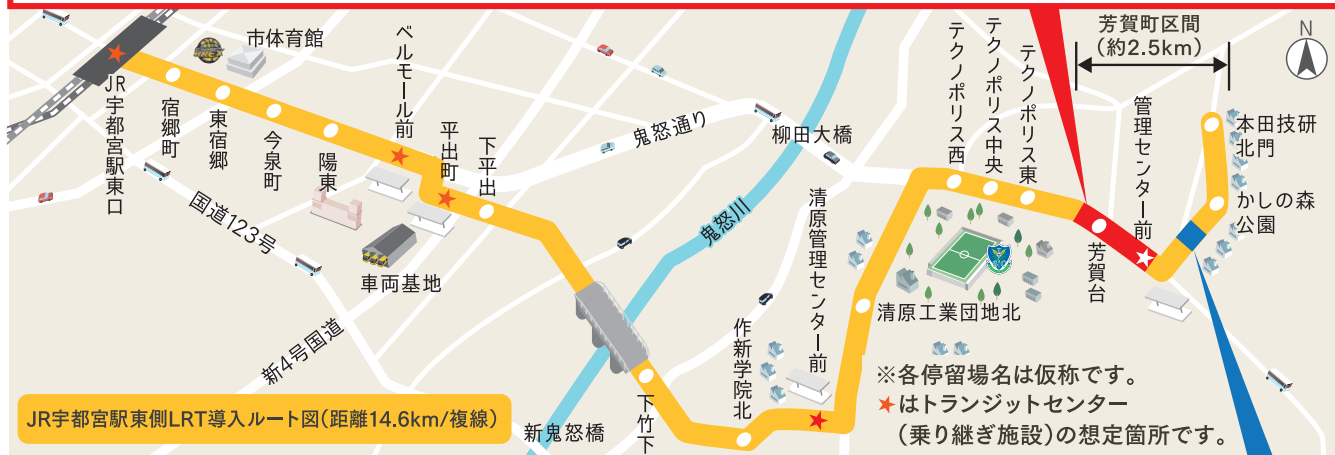 市体育館
ベルモール前
JR宇都宮駅東口
宿郷町
東宿郷
今泉町
陽東
平出町
下平出
鬼怒通り
柳田大橋
国道123号
車両基地
新4号国道
鬼怒川
新鬼怒橋
下竹下
作新学院北
清原管理センター前
清原工業団地北
テクノポリス西
テクノポリス中央
テクノポリス東
芳賀町区間
(約2.5km)
N
芳賀台
管理センター前
かしの森
公園
本田技研
北門
JR宇都宮駅東側LRT導入ルート図(距離14.6km/複線)
※各停留場名は仮称です。
★はトランジットセンター
(乗り継ぎ施設)の想定箇所です。